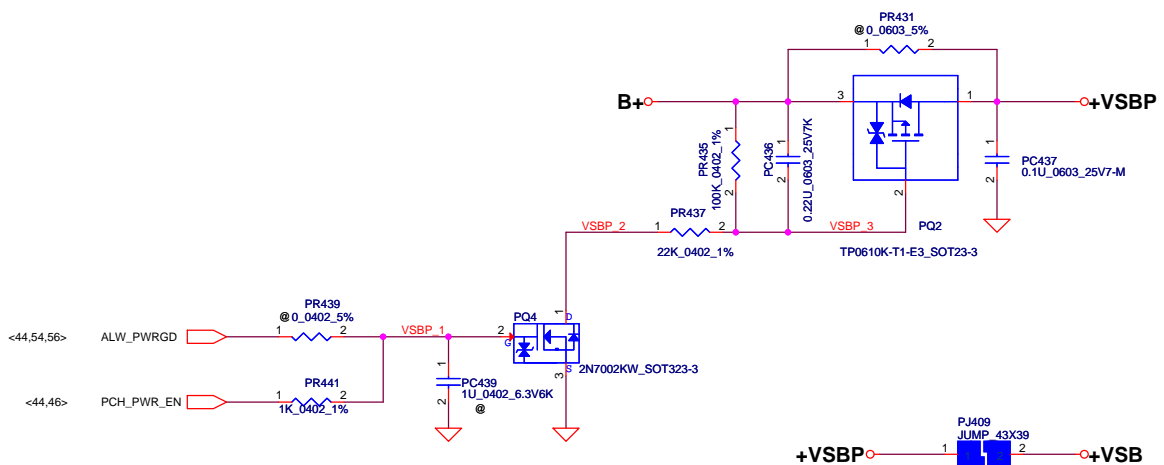 PR431
@ 0_0603_5%
1 2
B+
3 1
+VSBP
PR435
100K_0402_1%
1
2
PC436
0.22U_0603_25V7K
1
2
PC437
0.1U_0603_25V7-M
1
2
2
PQ2
TP0610K-T1-E3_SOT23-3
VSBP_2
PR437
1 2
22K_0402_1%
VSBP_3
PR439
@ 0_0402_5%
<44,54,56> ALW_PWRGD
1 2
VSBP_1
2
PQ4
1
D
G
S
3
2N7002KW_SOT323-3
PR441
<44,46> PCH_PWR_EN
1 2
1K_0402_1%
PC439
1U_0402_6.3V6K
@
1
2
PJ409
JUMP_43X39
+VSBP
1 1 2 2
+VSB